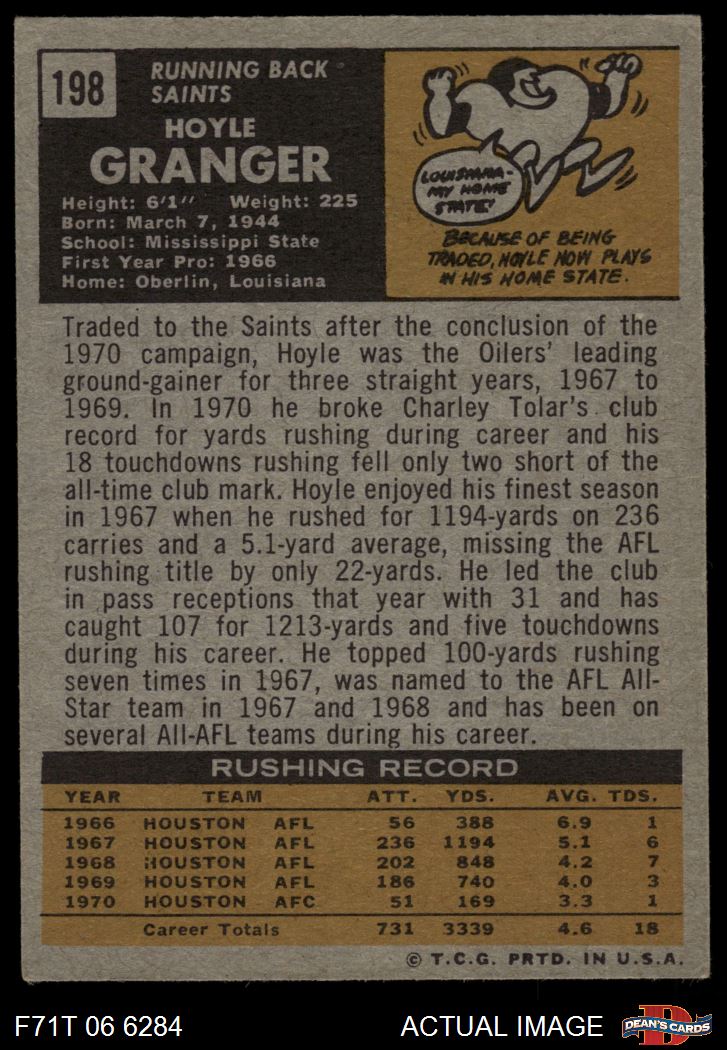 198
RUNNING BACK
SAINTS
HOYLE
GRANGER
Height: 6'1" Weight: 225
Born: March 7, 1944
School: Mississippi State
First Year Pro: 1966
Home: Oberlin, Louisiana
LOUISIANA-
MY HOME
STATE!
BECAUSE OF BEING
TRADED, HOYLE NOW PLAYS
IN HIS HOME STATE.
Traded to the Saints after the conclusion of the
1970 campaign, Hoyle was the Oilers' leading
ground-gainer for three straight years, 1967 to
1969. In 1970 he broke Charley Tolar's club
record for yards rushing during career and his
18 touchdowns rushing fell only two short of the
all-time club mark. Hoyle enjoyed his finest season
in 1967 when he rushed for 1194-yards on 236
carries and a 5.1-yard average, missing the AFL
rushing title by only 22-yards. He led the club
in pass receptions that year with 31 and has
caught 107 for 1213-yards and five touchdowns
during his career. He topped 100-yards rushing
seven times in 1967, was named to the AFL All-
Star team in 1967 and 1968 and has been on
several All-AFL teams during his career.
RUSHING RECORD
YEAR TEAM ATT. YDS. AVG. TDS.
1966 HOUSTON AFL 56 388 6.9 1
1967 HOUSTON AFL 236 1194 5.1 6
1968 HOUSTON AFL 202 848 4.2 7
1969 HOUSTON AFL 186 740 4.0 3
1970 HOUSTON AFC 51 169 3.3 1
Career Totals 731 3339 4.6 18
© T.C.G. PRTD. IN U.S.A.
F71T 06 6284 ACTUAL IMAGE
D
DEAN'S CARDS